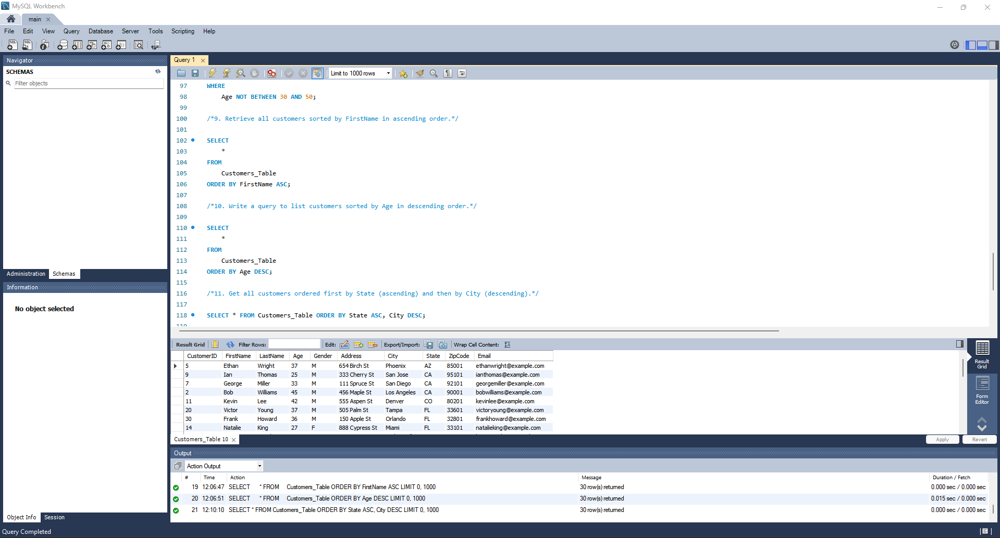 MySQL Workbench
main
File Edit View Query Database Server Tools Scripting Help
Navigator
SCHEMAS
Filter objects
Administration Schemas
Information
No object selected
Object Info Session
Query Completed
Query 1
Limit to 1000 rows
97 WHERE
98 Age NOT BETWEEN 30 AND 50;
99
100 /*9. Retrieve all customers sorted by FirstName in ascending order.*/
101
102 SELECT
103 *
104 FROM
105 Customers_Table
106 ORDER BY FirstName ASC;
107
108 /*10. Write a query to list customers sorted by Age in descending order.*/
109
110 SELECT
111 *
112 FROM
113 Customers_Table
114 ORDER BY Age DESC;
115
116 /*11. Get all customers ordered first by State (ascending) and then by City (descending).*/
117
118 SELECT * FROM Customers_Table ORDER BY State ASC, City DESC;
119
Result Grid Filter Rows: Edit: Export/Import: Wrap Cell Content:
CustomerID FirstName LastName Age Gender Address City State ZipCode Email
5 Ethan Wright 37 M 654 Birch St Phoenix AZ 85001 ethanwright@example.com
9 Ian Thomas 25 M 333 Cherry St San Jose CA 95101 ianthomas@example.com
7 George Miller 33 M 111 Spruce St San Diego CA 92101 georgemiller@example.com
2 Bob Williams 45 M 456 Maple St Los Angeles CA 90001 bobwilliams@example.com
11 Kevin Lee 42 M 555 Aspen St Denver CO 80201 kevinlee@example.com
20 Victor Young 37 M 505 Palm St Tampa FL 33601 victoryoung@example.com
30 Frank Howard 36 M 150 Apple St Orlando FL 32801 frankhoward@example.com
14 Natalie King 27 F 888 Cypress St Miami FL 33101 natalieking@example.com
Result Grid
Form Editor
Customers_Table 10
Apply Revert
Output
Action Output
# Time Action Message Duration / Fetch
19 12:06:47 SELECT * FROM Customers_Table ORDER BY FirstName ASC LIMIT 0, 1000 30 row(s) returned 0.000 sec / 0.000 sec
20 12:06:51 SELECT * FROM Customers_Table ORDER BY Age DESC LIMIT 0, 1000 30 row(s) returned 0.015 sec / 0.000 sec
21 12:10:10 SELECT * FROM Customers_Table ORDER BY State ASC, City DESC LIMIT 0, 1000 30 row(s) returned 0.000 sec / 0.000 sec